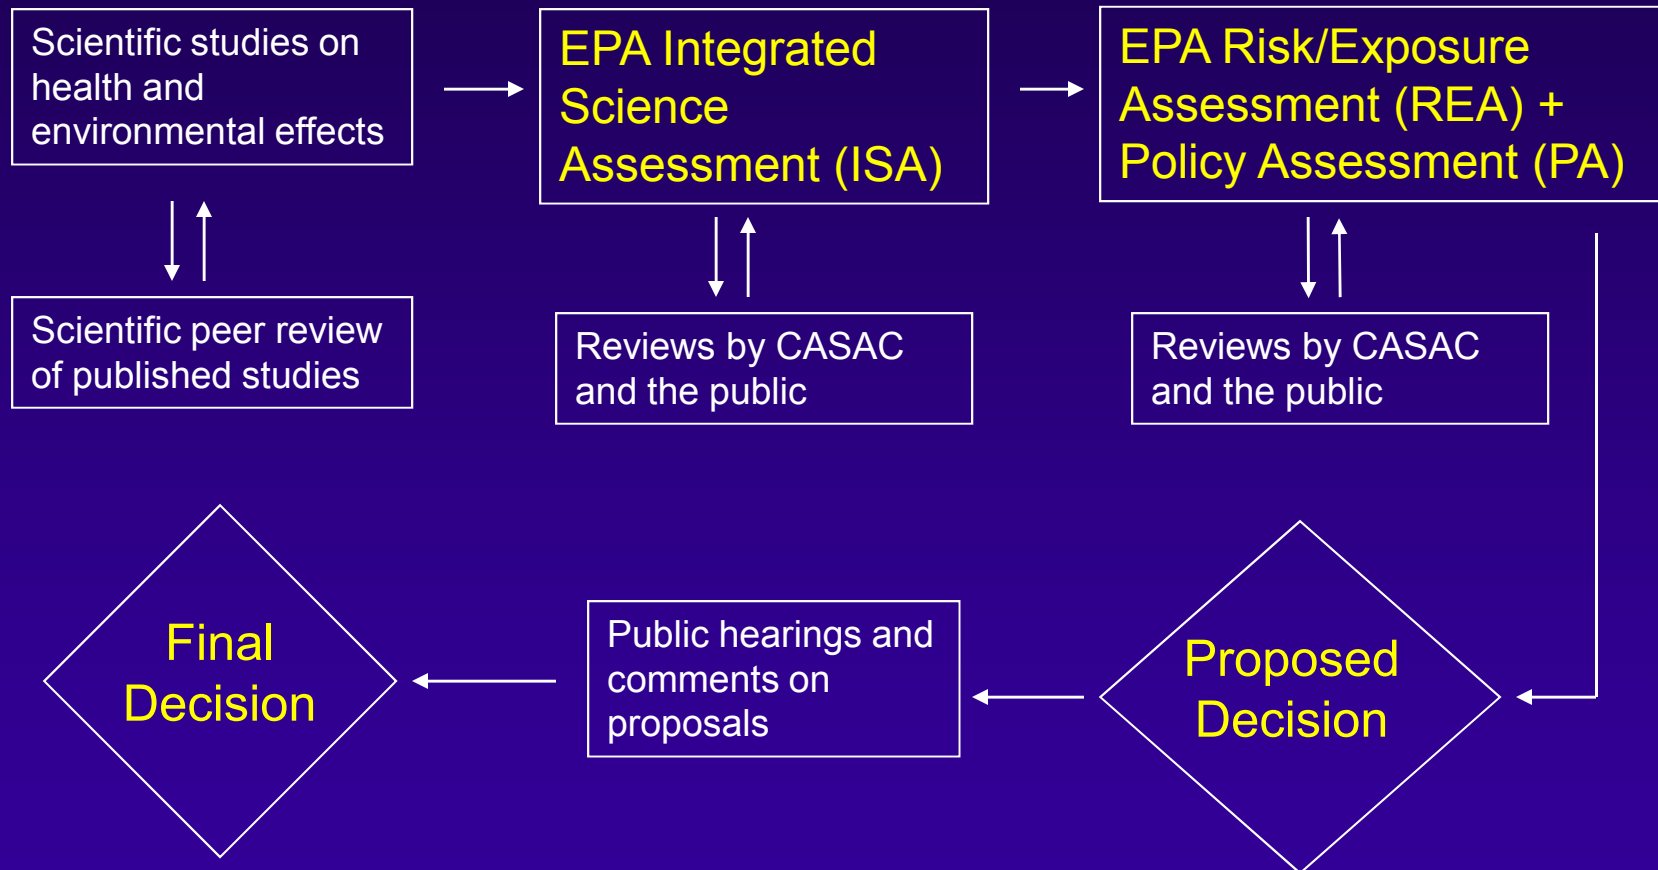 Scientific studies on
health and
environmental effects
EPA Integrated
Science
Assessment (ISA)
EPA Risk/Exposure
Assessment (REA) +
Policy Assessment (PA)
Scientific peer review
of published studies
Reviews by CASAC
and the public
Reviews by CASAC
and the public
Final
Decision
Public hearings and
comments on
proposals
Proposed
Decision